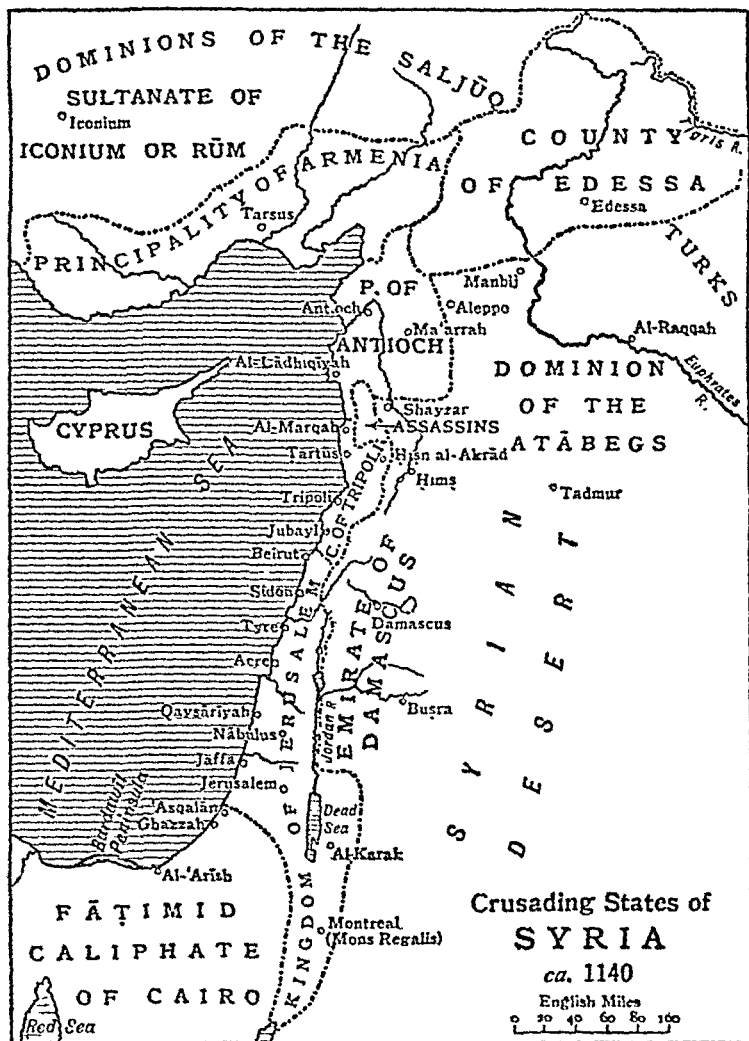 DOMINIONS OF THE SALJŪQ
SULTANATE OF
Iconium
ICONIUM OR RŪM
PRINCIPALITY OF ARMENIA
Tarsus
COUNTY
OF EDESSA
Tigris R.
Edessa
TURKS
P. OF
ANTIOCH
Antioch
Manbij
Aleppo
Ma'arrah
Al-Raqqah
Euphrates
R.
Al-Lādhiqīyah
DOMINION
OF THE
ATĀBEGS
CYPRUS
Shayzar
ASSASSINS
Al-Marqab
Tartūs
Ḥiṣn al-Akrād
Ḥimṣ
Tadmur
C. OF TRIPOLI
Tripoli
Jubayl
Beirut
Sidon
Tyre
Acre
MEDITERRANEAN SEA
EMIRATE OF
DAMASCUS
Damascus
SYRIAN
DESERT
Qaysārīyah
Nābulus
Jaffa
Jerusalem
Jordan R
Buṣra
'Asqalān
Ghazzah
Bardawīl
Peninsula
Al-'Arīsh
Dead
Sea
Al-Karak
KINGDOM OF JERUSALEM
Montreal
(Mons Regalis)
FĀṬIMID
CALIPHATE
OF CAIRO
Red Sea
Crusading States of
SYRIA
ca. 1140
English Miles
0 20 40 60 80 100